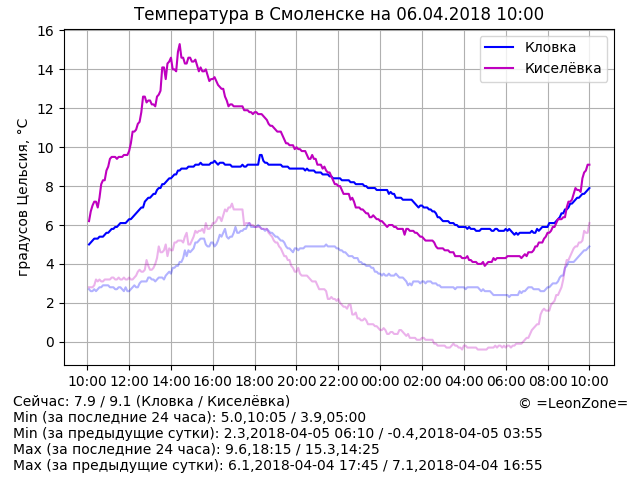 Температура в Смоленске на 06.04.2018 10:00
градусов Цельсия, °C
16
14
12
10
8
6
4
2
0
Кловка
Киселёвка
10:00 12:00 14:00 16:00 18:00 20:00 22:00 00:00 02:00 04:00 06:00 08:00 10:00
© =LeonZone=
Сейчас: 7.9 / 9.1 (Кловка / Киселёвка)
Min (за последние 24 часа): 5.0,10:05 / 3.9,05:00
Min (за предыдущие сутки): 2.3,2018-04-05 06:10 / -0.4,2018-04-05 03:55
Max (за последние 24 часа): 9.6,18:15 / 15.3,14:25
Max (за предыдущие сутки): 6.1,2018-04-04 17:45 / 7.1,2018-04-04 16:55